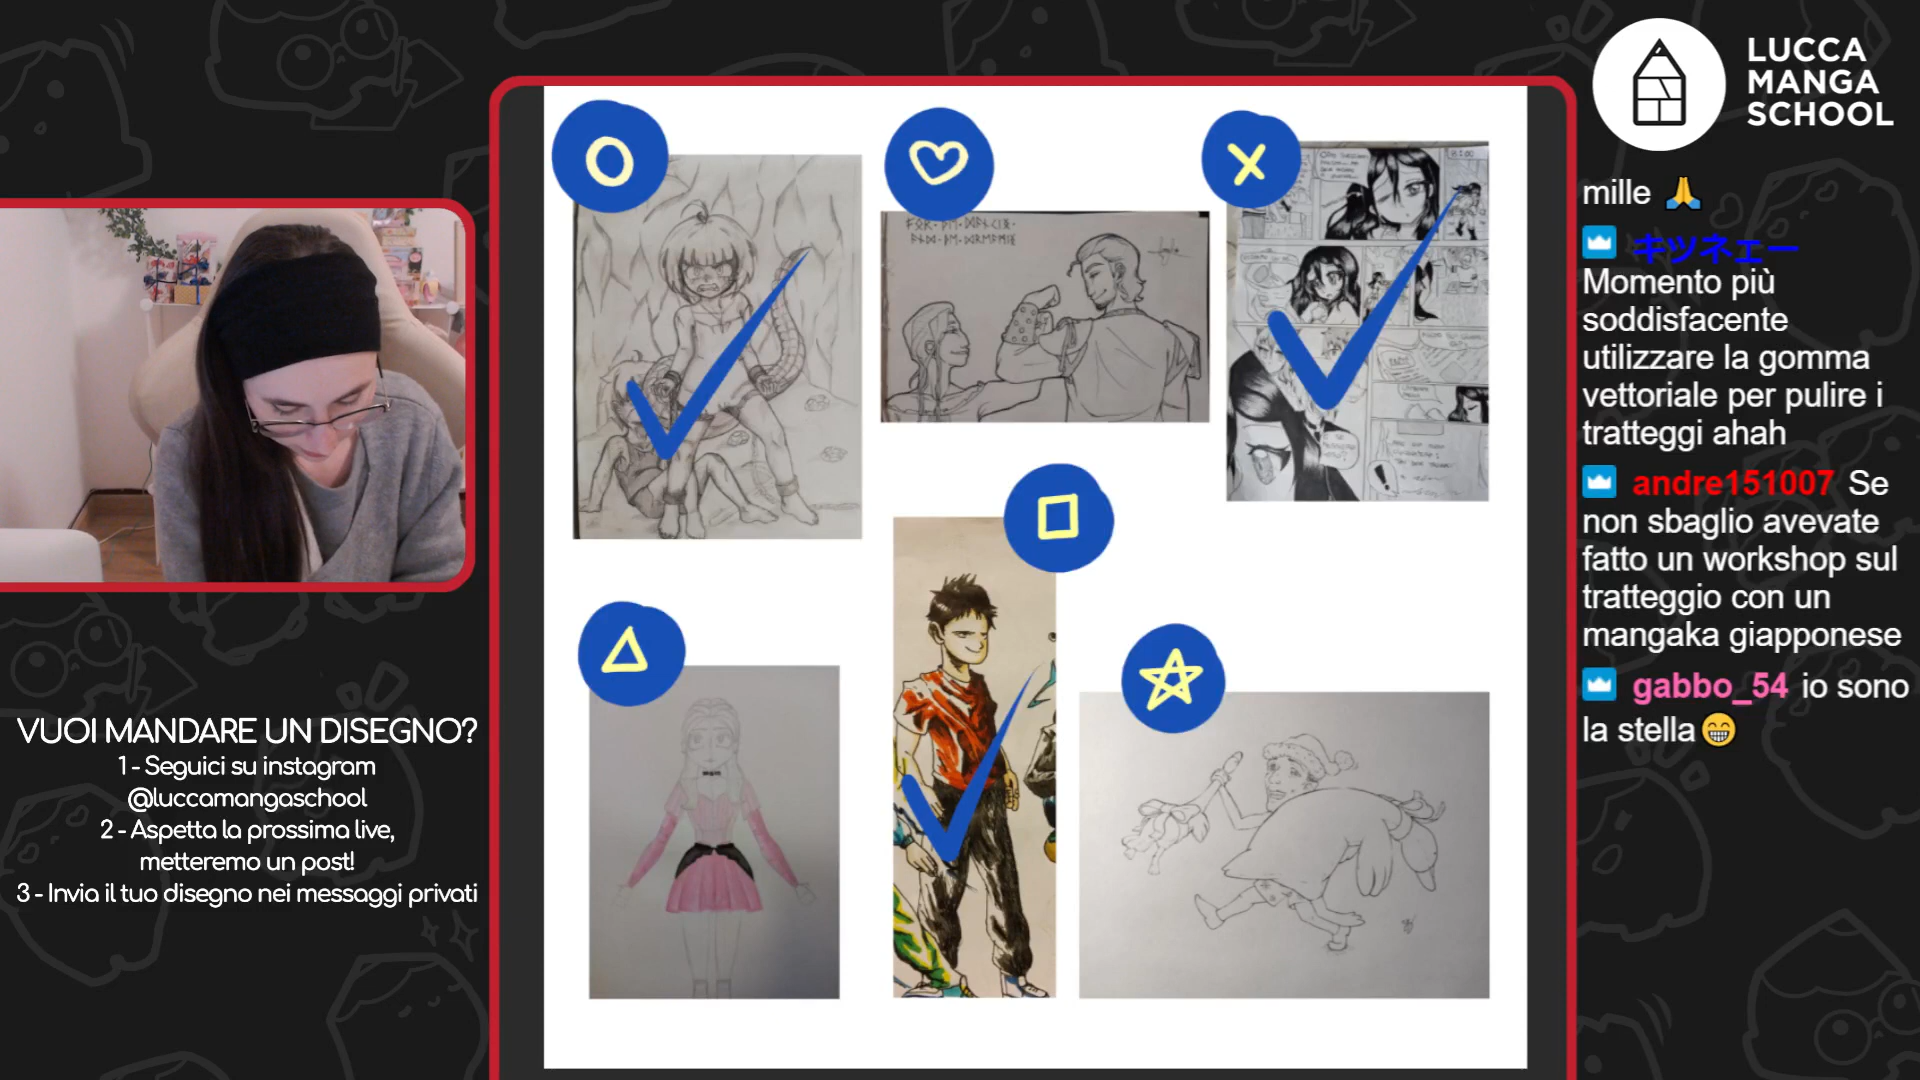 LUCCA
MANGA
SCHOOL
mille 🙏
キツネェー
Momento più
soddisfacente
utilizzare la gomma
vettoriale per pulire i
tratteggi ahah
andre151007 Se
non sbaglio avevate
fatto un workshop sul
tratteggio con un
mangaka giapponese
gabbo_54 io sono
la stella😁
VUOI MANDARE UN DISEGNO?
1 - Seguici su instagram
@luccamangaschool
2 - Aspetta la prossima live,
metteremo un post!
3 - Invia il tuo disegno nei messaggi privati